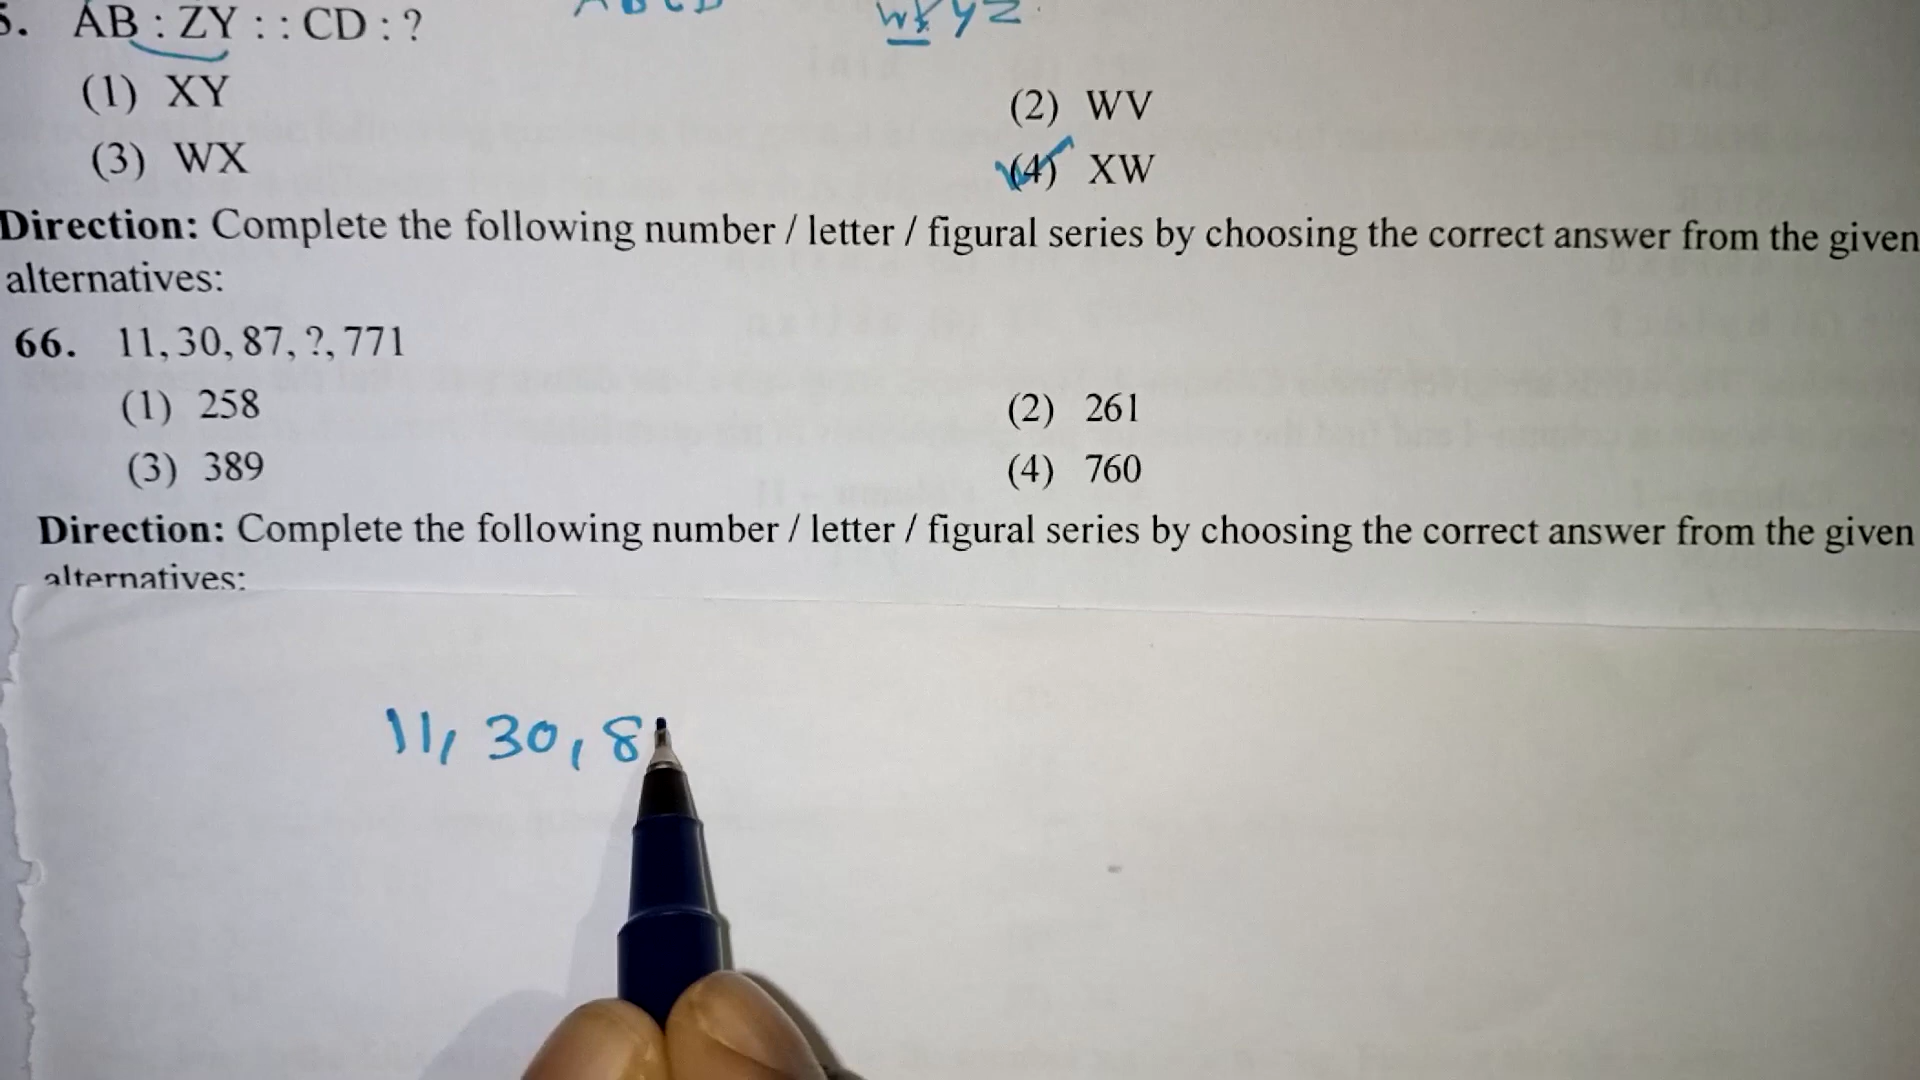 5. AB : ZY : : CD : ?
ABCD
WXYZ
(1) XY
(2) WV
(3) WX
(4) XW
Direction: Complete the following number / letter / figural series by choosing the correct answer from the given
alternatives:
66. 11, 30, 87, ?, 771
(1) 258
(2) 261
(3) 389
(4) 760
Direction: Complete the following number / letter / figural series by choosing the correct answer from the given
alternatives:
11, 30, 8